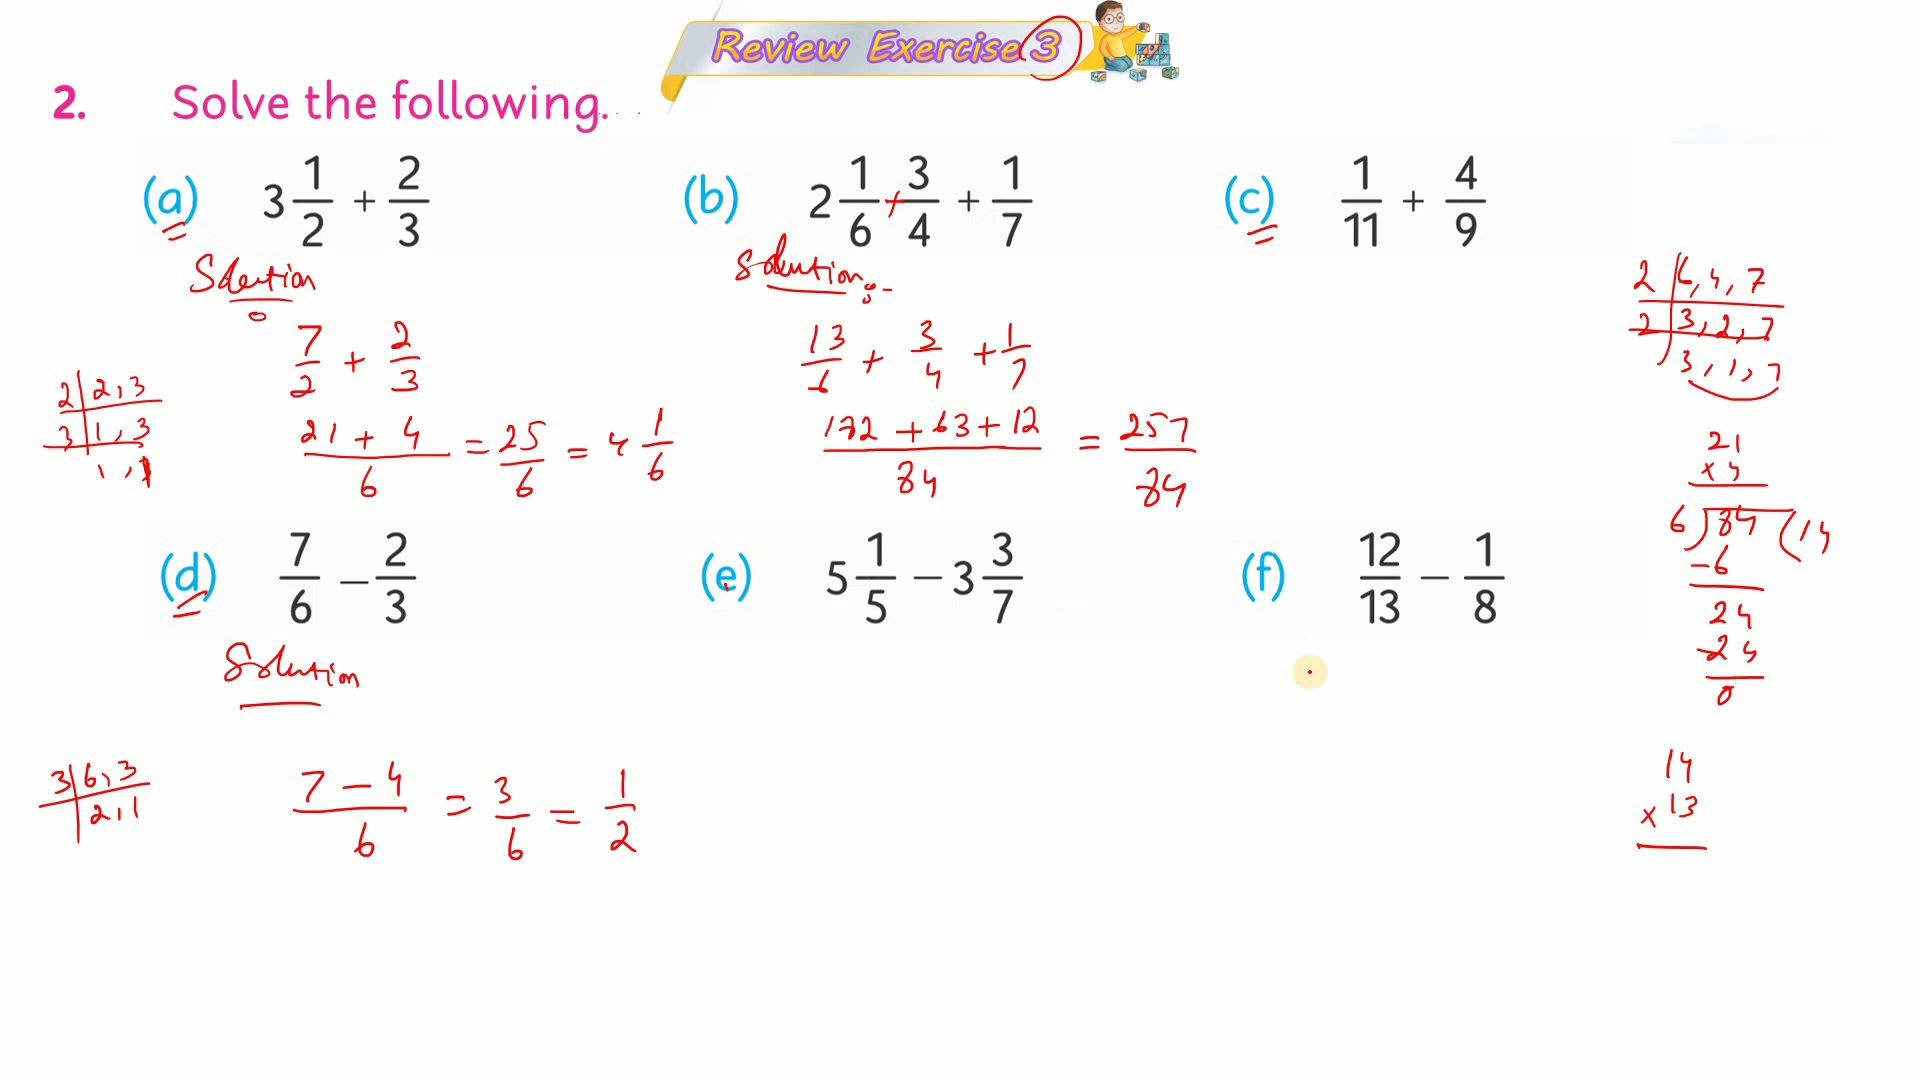 Review Exercise 3
2. Solve the following.
(a) 3 1/2 + 2/3
(b) 2 1/6 + 3/4 + 1/7
(c) 1/11 + 4/9
Solution
7/2 + 2/3
2 | 2, 3
3 | 1, 3
1, 1
(21 + 4)/6 = 25/6 = 4 1/6
Solution :-
13/6 + 3/4 + 1/7
(182 + 63 + 12)/84 = 257/84
2 | 6, 4, 7
2 | 3, 2, 7
3, 1, 7
21
× 4
6 ) 84 ( 14
- 6
24
- 24
0
14
× 13
(d) 7/6 − 2/3
(e) 5 1/5 − 3 3/7
(f) 12/13 − 1/8
Solution
3 | 6, 3
2, 1
(7 − 4)/6 = 3/6 = 1/2